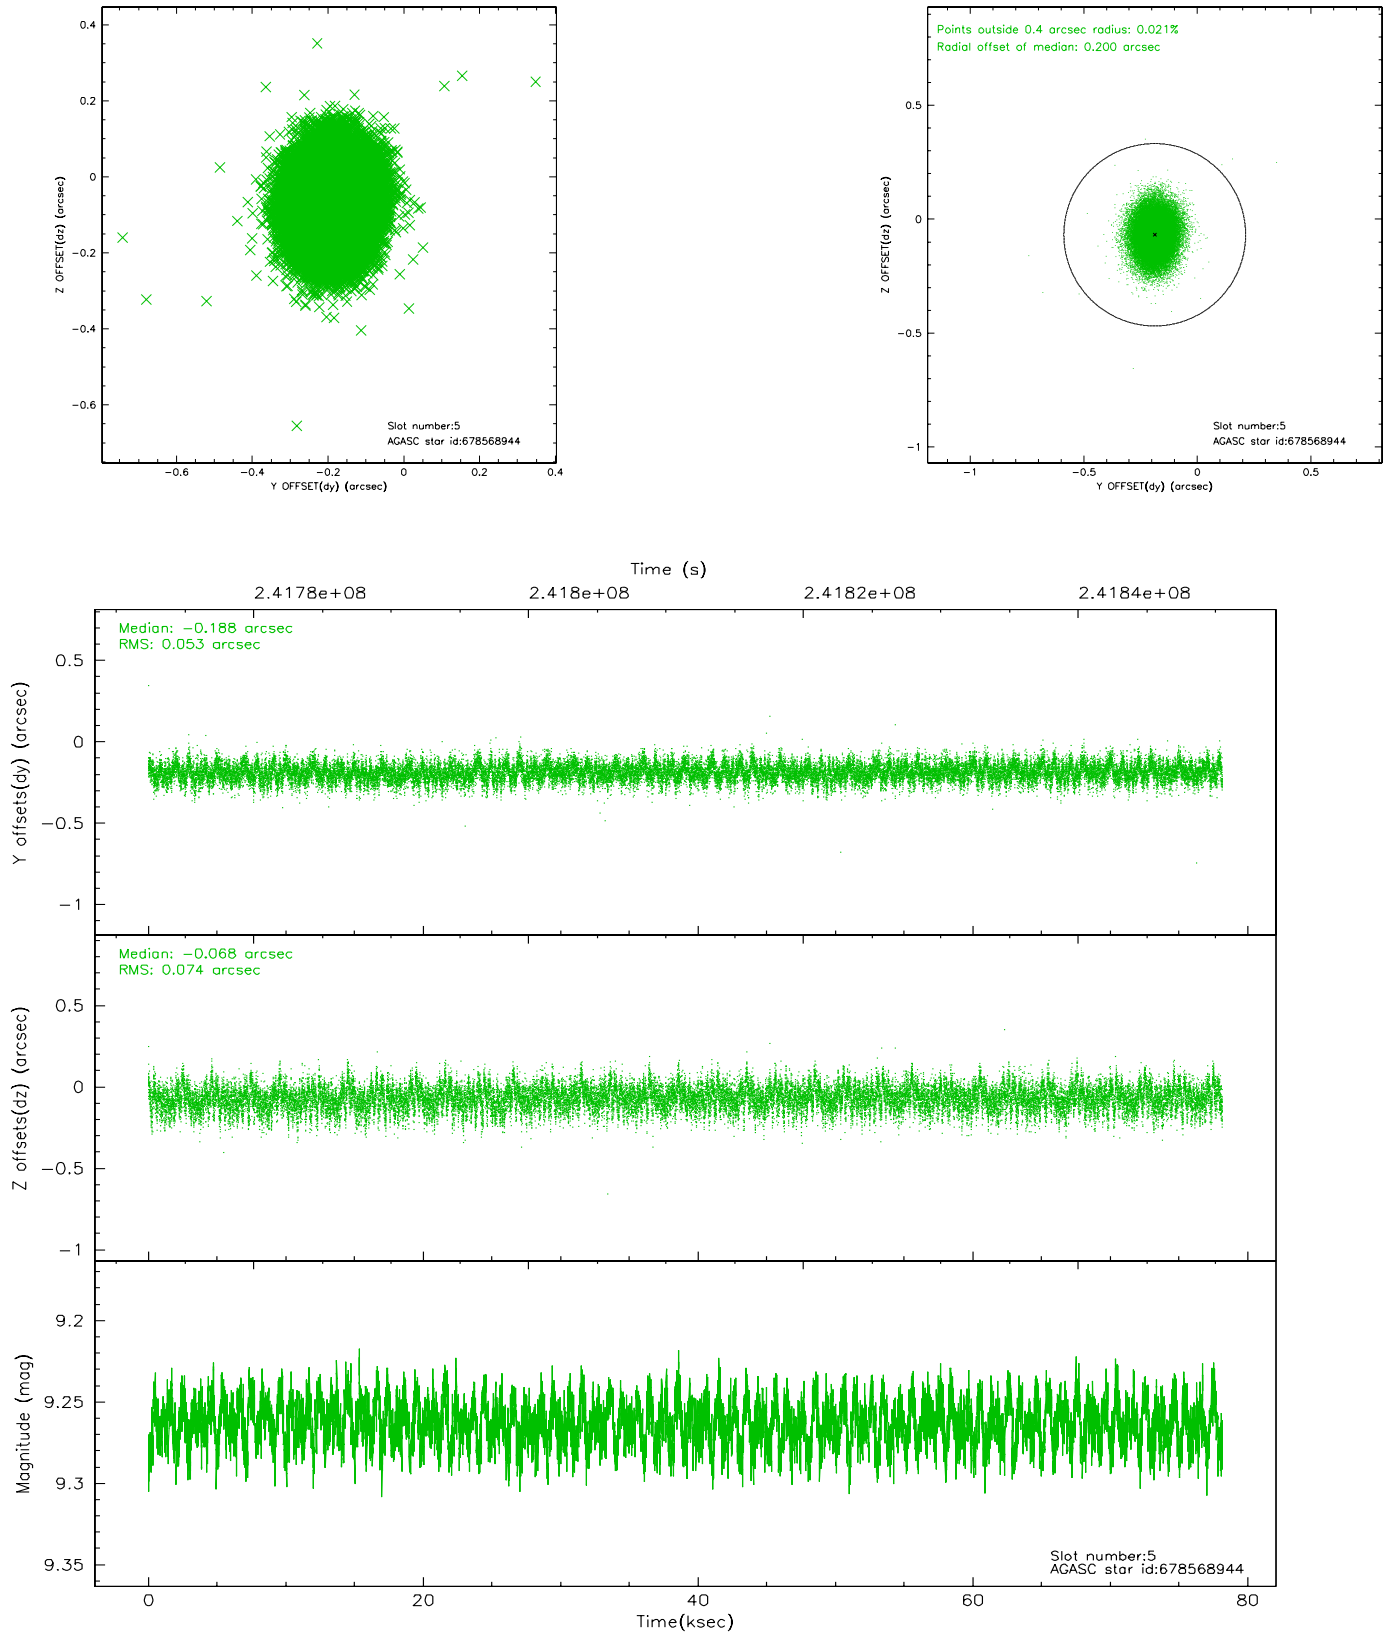 0.4
0.2
0
−0.2
−0.4
−0.6
−0.6
−0.4
−0.2
0
0.2
0.4
Z OFFSET(dz) (arcsec)
Y OFFSET(dy) (arcsec)
Slot number:5
AGASC star id:678568944
Points outside 0.4 arcsec radius: 0.021%
Radial offset of median: 0.200 arcsec
0.5
0
−0.5
−1
−1
−0.5
0
0.5
Z OFFSET(dz) (arcsec)
Y OFFSET(dy) (arcsec)
Slot number:5
AGASC star id:678568944
Time (s)
2.4178e+08
2.418e+08
2.4182e+08
2.4184e+08
Median: −0.188 arcsec
RMS: 0.053 arcsec
0.5
0
−0.5
−1
Y offsets(dy) (arcsec)
Median: −0.068 arcsec
RMS: 0.074 arcsec
0.5
0
−0.5
−1
Z offsets(dz) (arcsec)
9.2
9.25
9.3
9.35
Magnitude (mag)
Slot number:5
AGASC star id:678568944
0
20
40
60
80
Time(ksec)